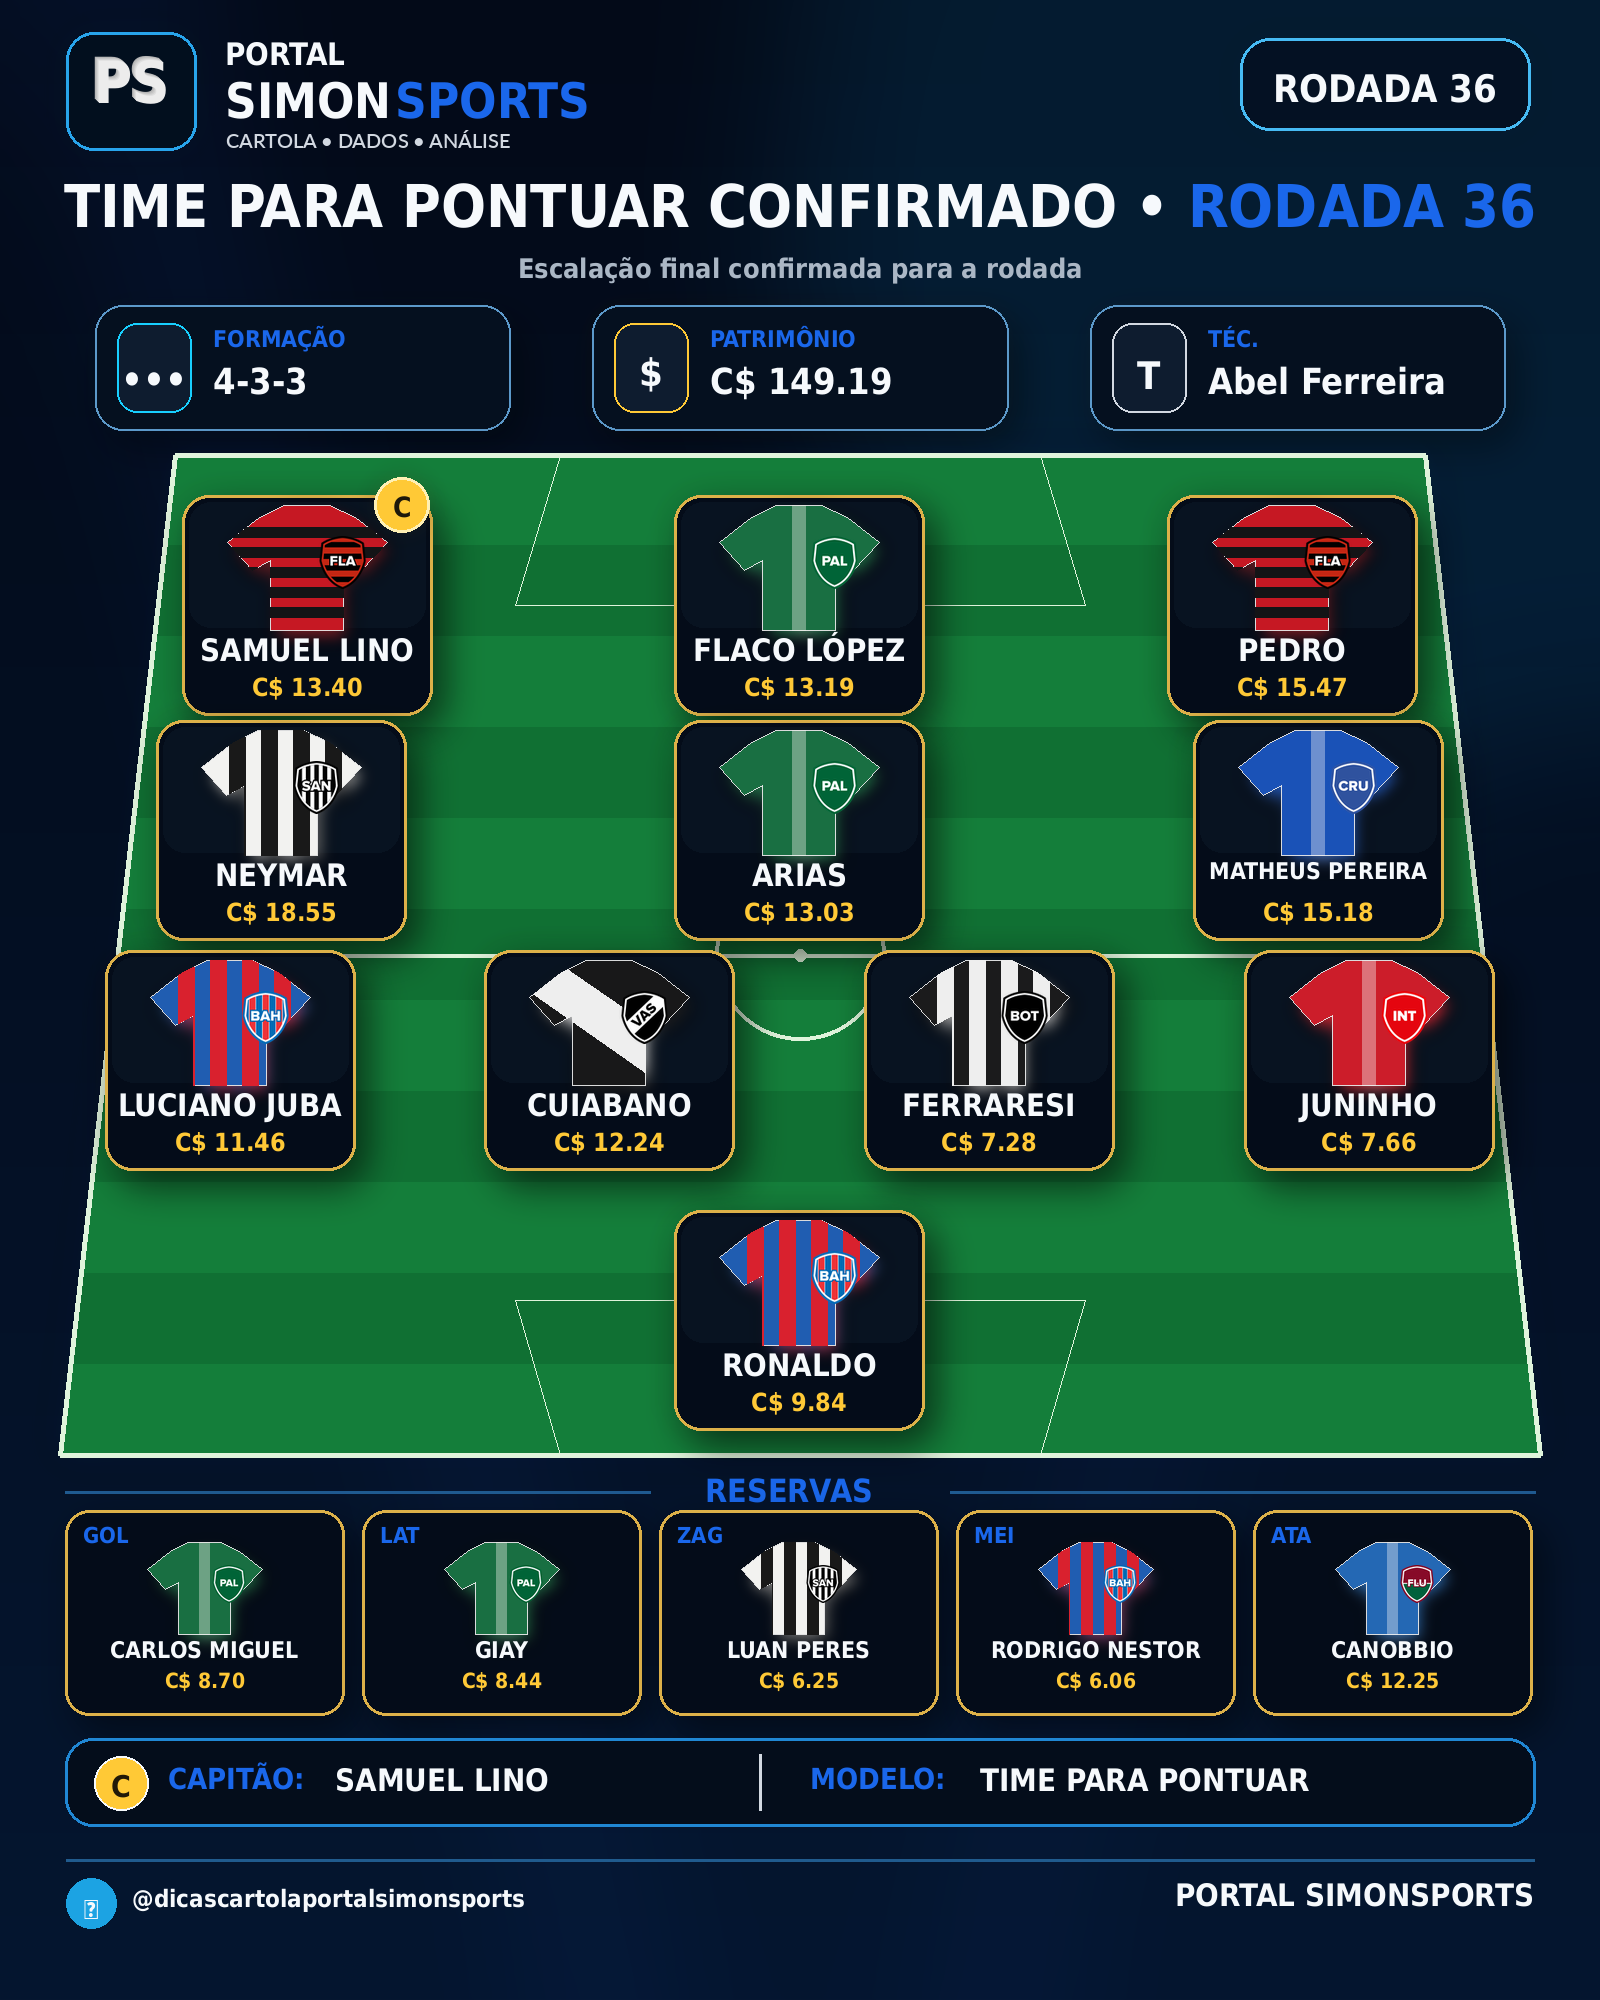 PS
PORTAL
SIMONSPORTS
CARTOLA • DADOS • ANÁLISE
RODADA 36
TIME PARA PONTUAR CONFIRMADO • RODADA 36
Escalação final confirmada para a rodada
FORMAÇÃO
4-3-3
$
PATRIMÔNIO
C$ 149.19
T
TÉC.
Abel Ferreira
C
FLA
SAMUEL LINO
C$ 13.40
PAL
FLACO LÓPEZ
C$ 13.19
FLA
PEDRO
C$ 15.47
SAN
NEYMAR
C$ 18.55
PAL
ARIAS
C$ 13.03
CRU
MATHEUS PEREIRA
C$ 15.18
BAH
LUCIANO JUBA
C$ 11.46
VAS
CUIABANO
C$ 12.24
BOT
FERRARESI
C$ 7.28
INT
JUNINHO
C$ 7.66
BAH
RONALDO
C$ 9.84
RESERVAS
GOL
PAL
CARLOS MIGUEL
C$ 8.70
LAT
PAL
GIAY
C$ 8.44
ZAG
SAN
LUAN PERES
C$ 6.25
MEI
BAH
RODRIGO NESTOR
C$ 6.06
ATA
FLU
CANOBBIO
C$ 12.25
C CAPITÃO: SAMUEL LINO
MODELO: TIME PARA PONTUAR
@dicascartolaportalsimonsports
PORTAL SIMONSPORTS